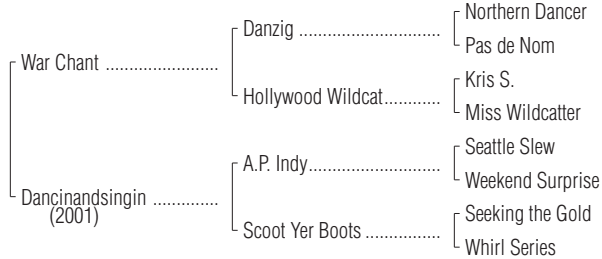 Northern Dancer
Danzig ..............................
Pas de Nom
War Chant ........................
Kris S.
Hollywood Wildcat............
Miss Wildcatter
Seattle Slew
A.P. Indy............................
Weekend Surprise
Dancinandsingin ..............
(2001)
Seeking the Gold
Scoot Yer Boots ................
Whirl Series